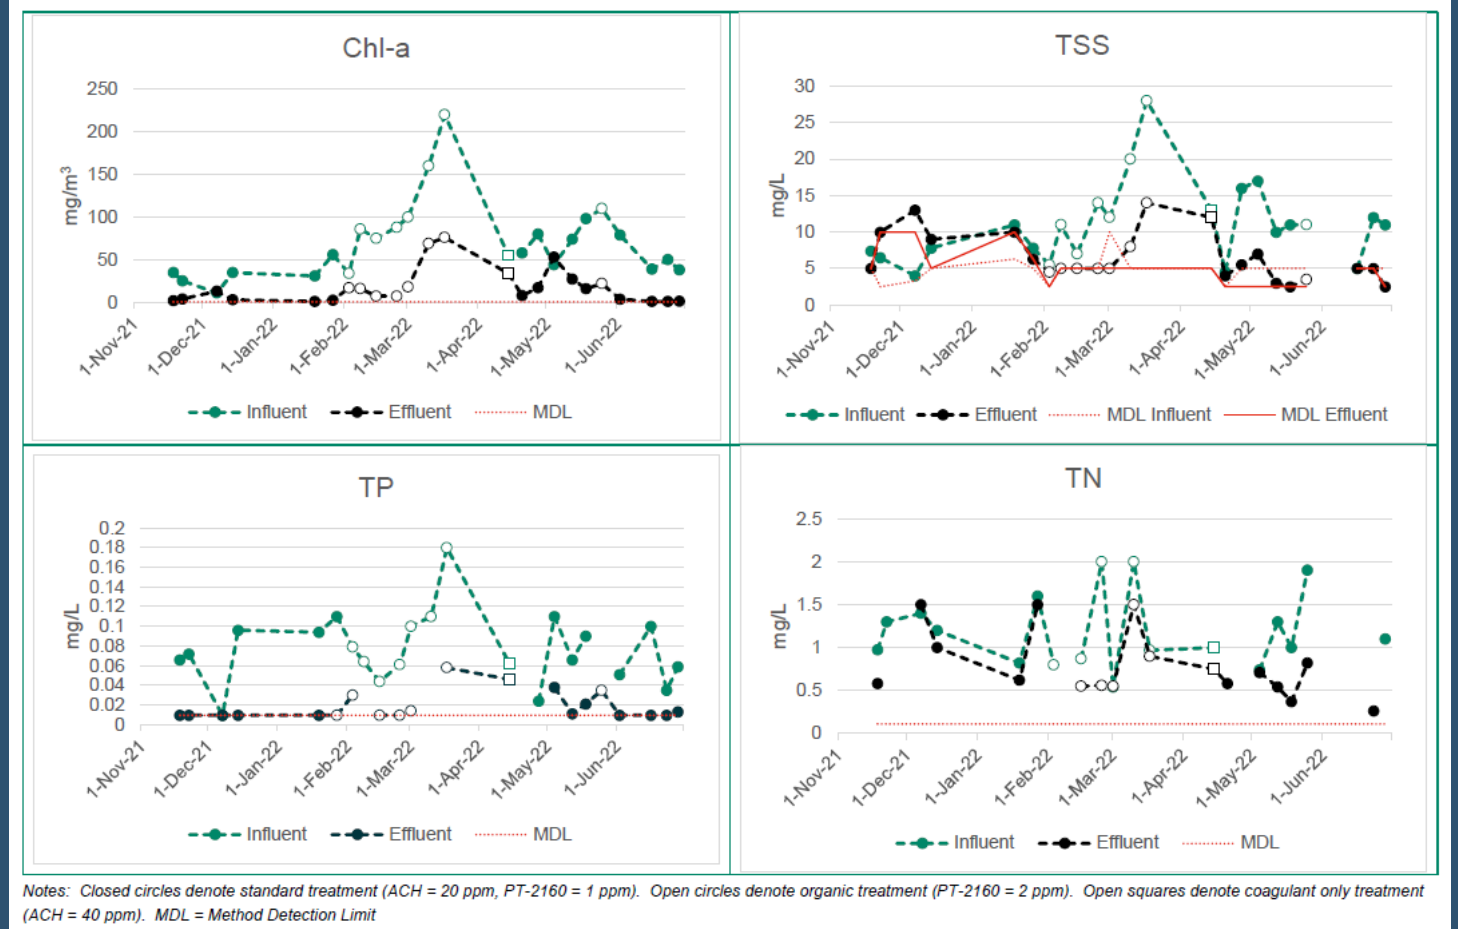 Chl-a
mg/m³
250
200
150
100
50
0
1-Nov-21
1-Dec-21
1-Jan-22
1-Feb-22
1-Mar-22
1-Apr-22
1-May-22
1-Jun-22
Influent Effluent MDL
TSS
mg/L
30
25
20
15
10
5
0
1-Nov-21
1-Dec-21
1-Jan-22
1-Feb-22
1-Mar-22
1-Apr-22
1-May-22
1-Jun-22
Influent Effluent MDL Influent MDL Effluent
TP
mg/L
0.2
0.18
0.16
0.14
0.12
0.1
0.08
0.06
0.04
0.02
0
1-Nov-21
1-Dec-21
1-Jan-22
1-Feb-22
1-Mar-22
1-Apr-22
1-May-22
1-Jun-22
Influent Effluent MDL
TN
mg/L
2.5
2
1.5
1
0.5
0
1-Nov-21
1-Dec-21
1-Jan-22
1-Feb-22
1-Mar-22
1-Apr-22
1-May-22
1-Jun-22
Influent Effluent MDL
Notes: Closed circles denote standard treatment (ACH = 20 ppm, PT-2160 = 1 ppm). Open circles denote organic treatment (PT-2160 = 2 ppm). Open squares denote coagulant only treatment
(ACH = 40 ppm). MDL = Method Detection Limit